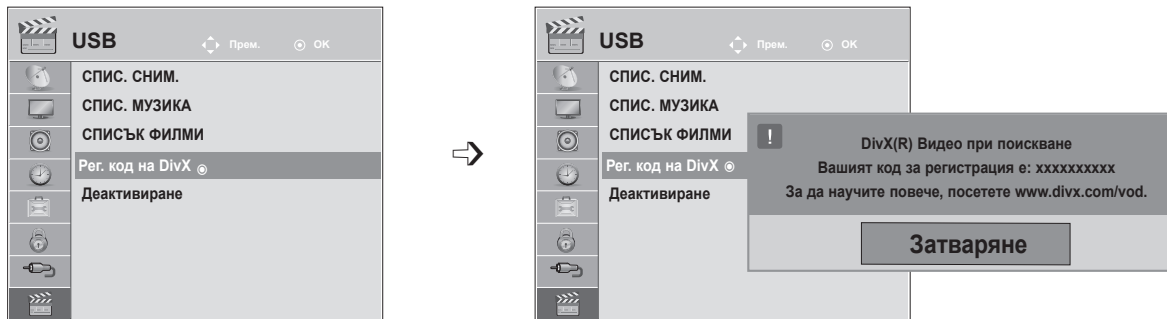 USB Прем. OK
СПИС. СНИМ.
СПИС. МУЗИКА
СПИСЪК ФИЛМИ
Рег. код на DivX
Деактивиране
USB Прем. OK
СПИС. СНИМ.
СПИС. МУЗИКА
СПИСЪК ФИЛМИ
Рег. код на DivX
Деактивиране
!
DivX(R) Видео при поискване
Вашият код за регистрация е: xxxxxxxxxx
За да научите повече, посетете www.divx.com/vod.
Затваряне